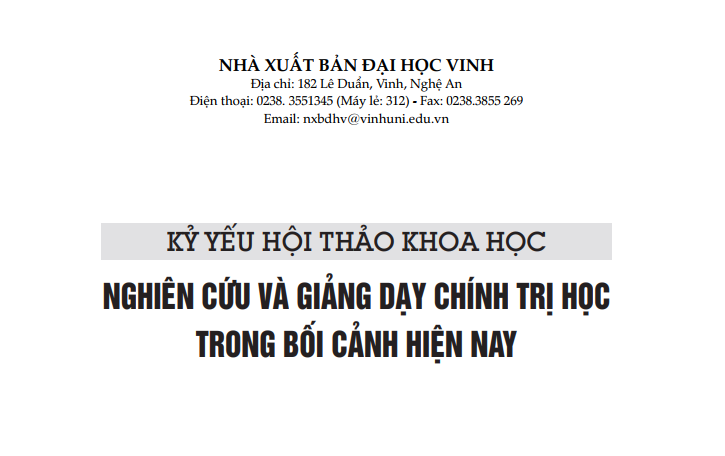 NHÀ XUẤT BẢN ĐẠI HỌC VINH
Địa chỉ: 182 Lê Duẩn, Vinh, Nghệ An
Điện thoại: 0238. 3551345 (Máy lẻ: 312) - Fax: 0238.3855 269
Email: nxbdhv@vinhuni.edu.vn
KỶ YẾU HỘI THẢO KHOA HỌC
NGHIÊN CỨU VÀ GIẢNG DẠY CHÍNH TRỊ HỌC
TRONG BỐI CẢNH HIỆN NAY